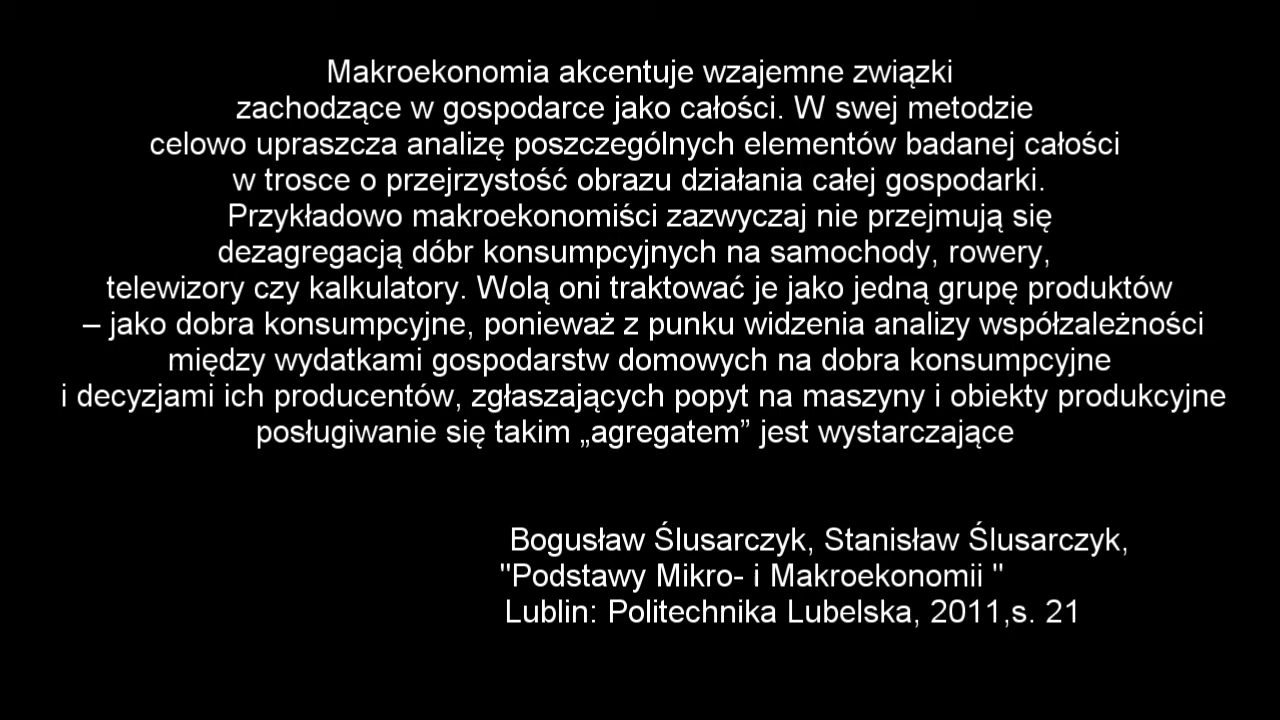 Makroekonomia akcentuje wzajemne związki
zachodzące w gospodarce jako całości. W swej metodzie
celowo upraszcza analizę poszczególnych elementów badanej całości
w trosce o przejrzystość obrazu działania całej gospodarki.
Przykładowo makroekonomiści zazwyczaj nie przejmują się
dezagregacją dóbr konsumpcyjnych na samochody, rowery,
telewizory czy kalkulatory. Wolą oni traktować je jako jedną grupę produktów
– jako dobra konsumpcyjne, ponieważ z punku widzenia analizy współzależności
między wydatkami gospodarstw domowych na dobra konsumpcyjne
i decyzjami ich producentów, zgłaszających popyt na maszyny i obiekty produkcyjne
posługiwanie się takim „agregatem” jest wystarczające
Bogusław Ślusarczyk, Stanisław Ślusarczyk,
"Podstawy Mikro- i Makroekonomii "
Lublin: Politechnika Lubelska, 2011,s. 21